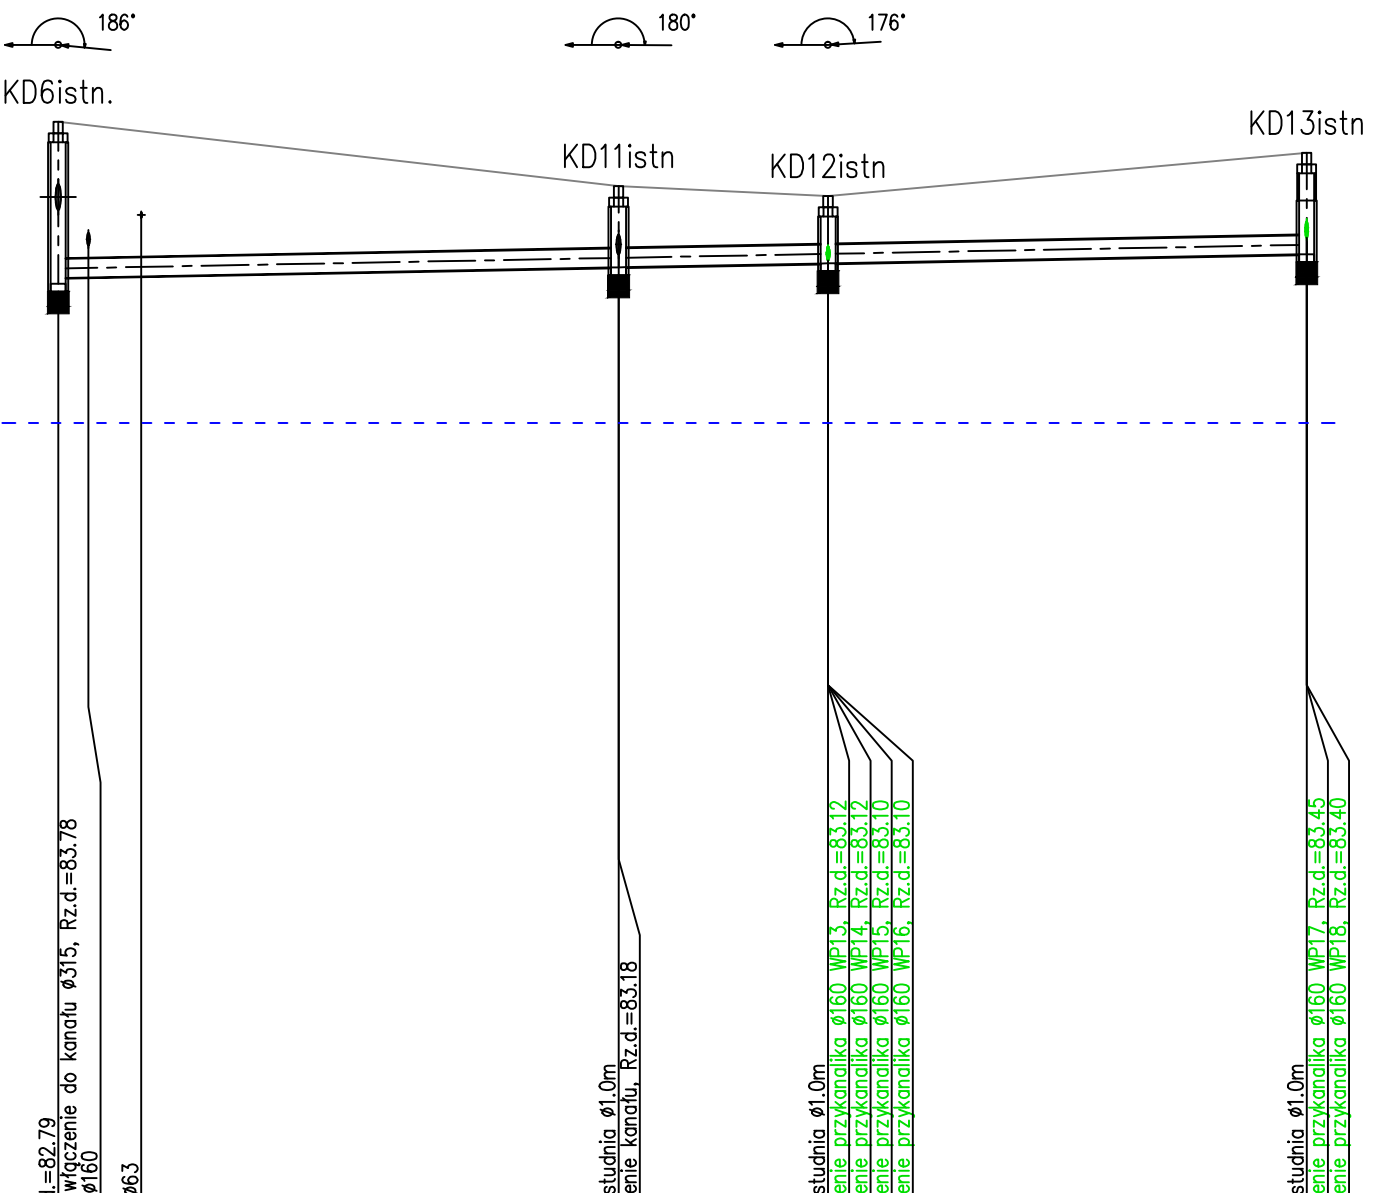 186°
180°
176°
KD6istn.
KD11istn
KD12istn
KD13istn
=82.79
włączenie do kanału ø315, Rz.d.=83.78
ø160
ø63
studnia ø1.0m
enie kanału, Rz.d.=83.18
studnia ø1.0m
enie przykanalika ø160 WP13, Rz.d.=83.12
enie przykanalika ø160 WP14, Rz.d.=83.12
enie przykanalika ø160 WP15, Rz.d.=83.10
enie przykanalika ø160 WP16, Rz.d.=83.10
studnia ø1.0m
enie przykanalika ø160 WP17, Rz.d.=83.45
enie przykanalika ø160 WP18, Rz.d.=83.40